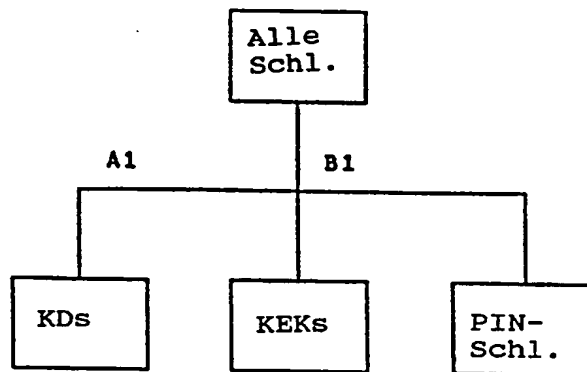 Alle
Schl.
A1 B1
KDs KEKs PIN-
Schl.